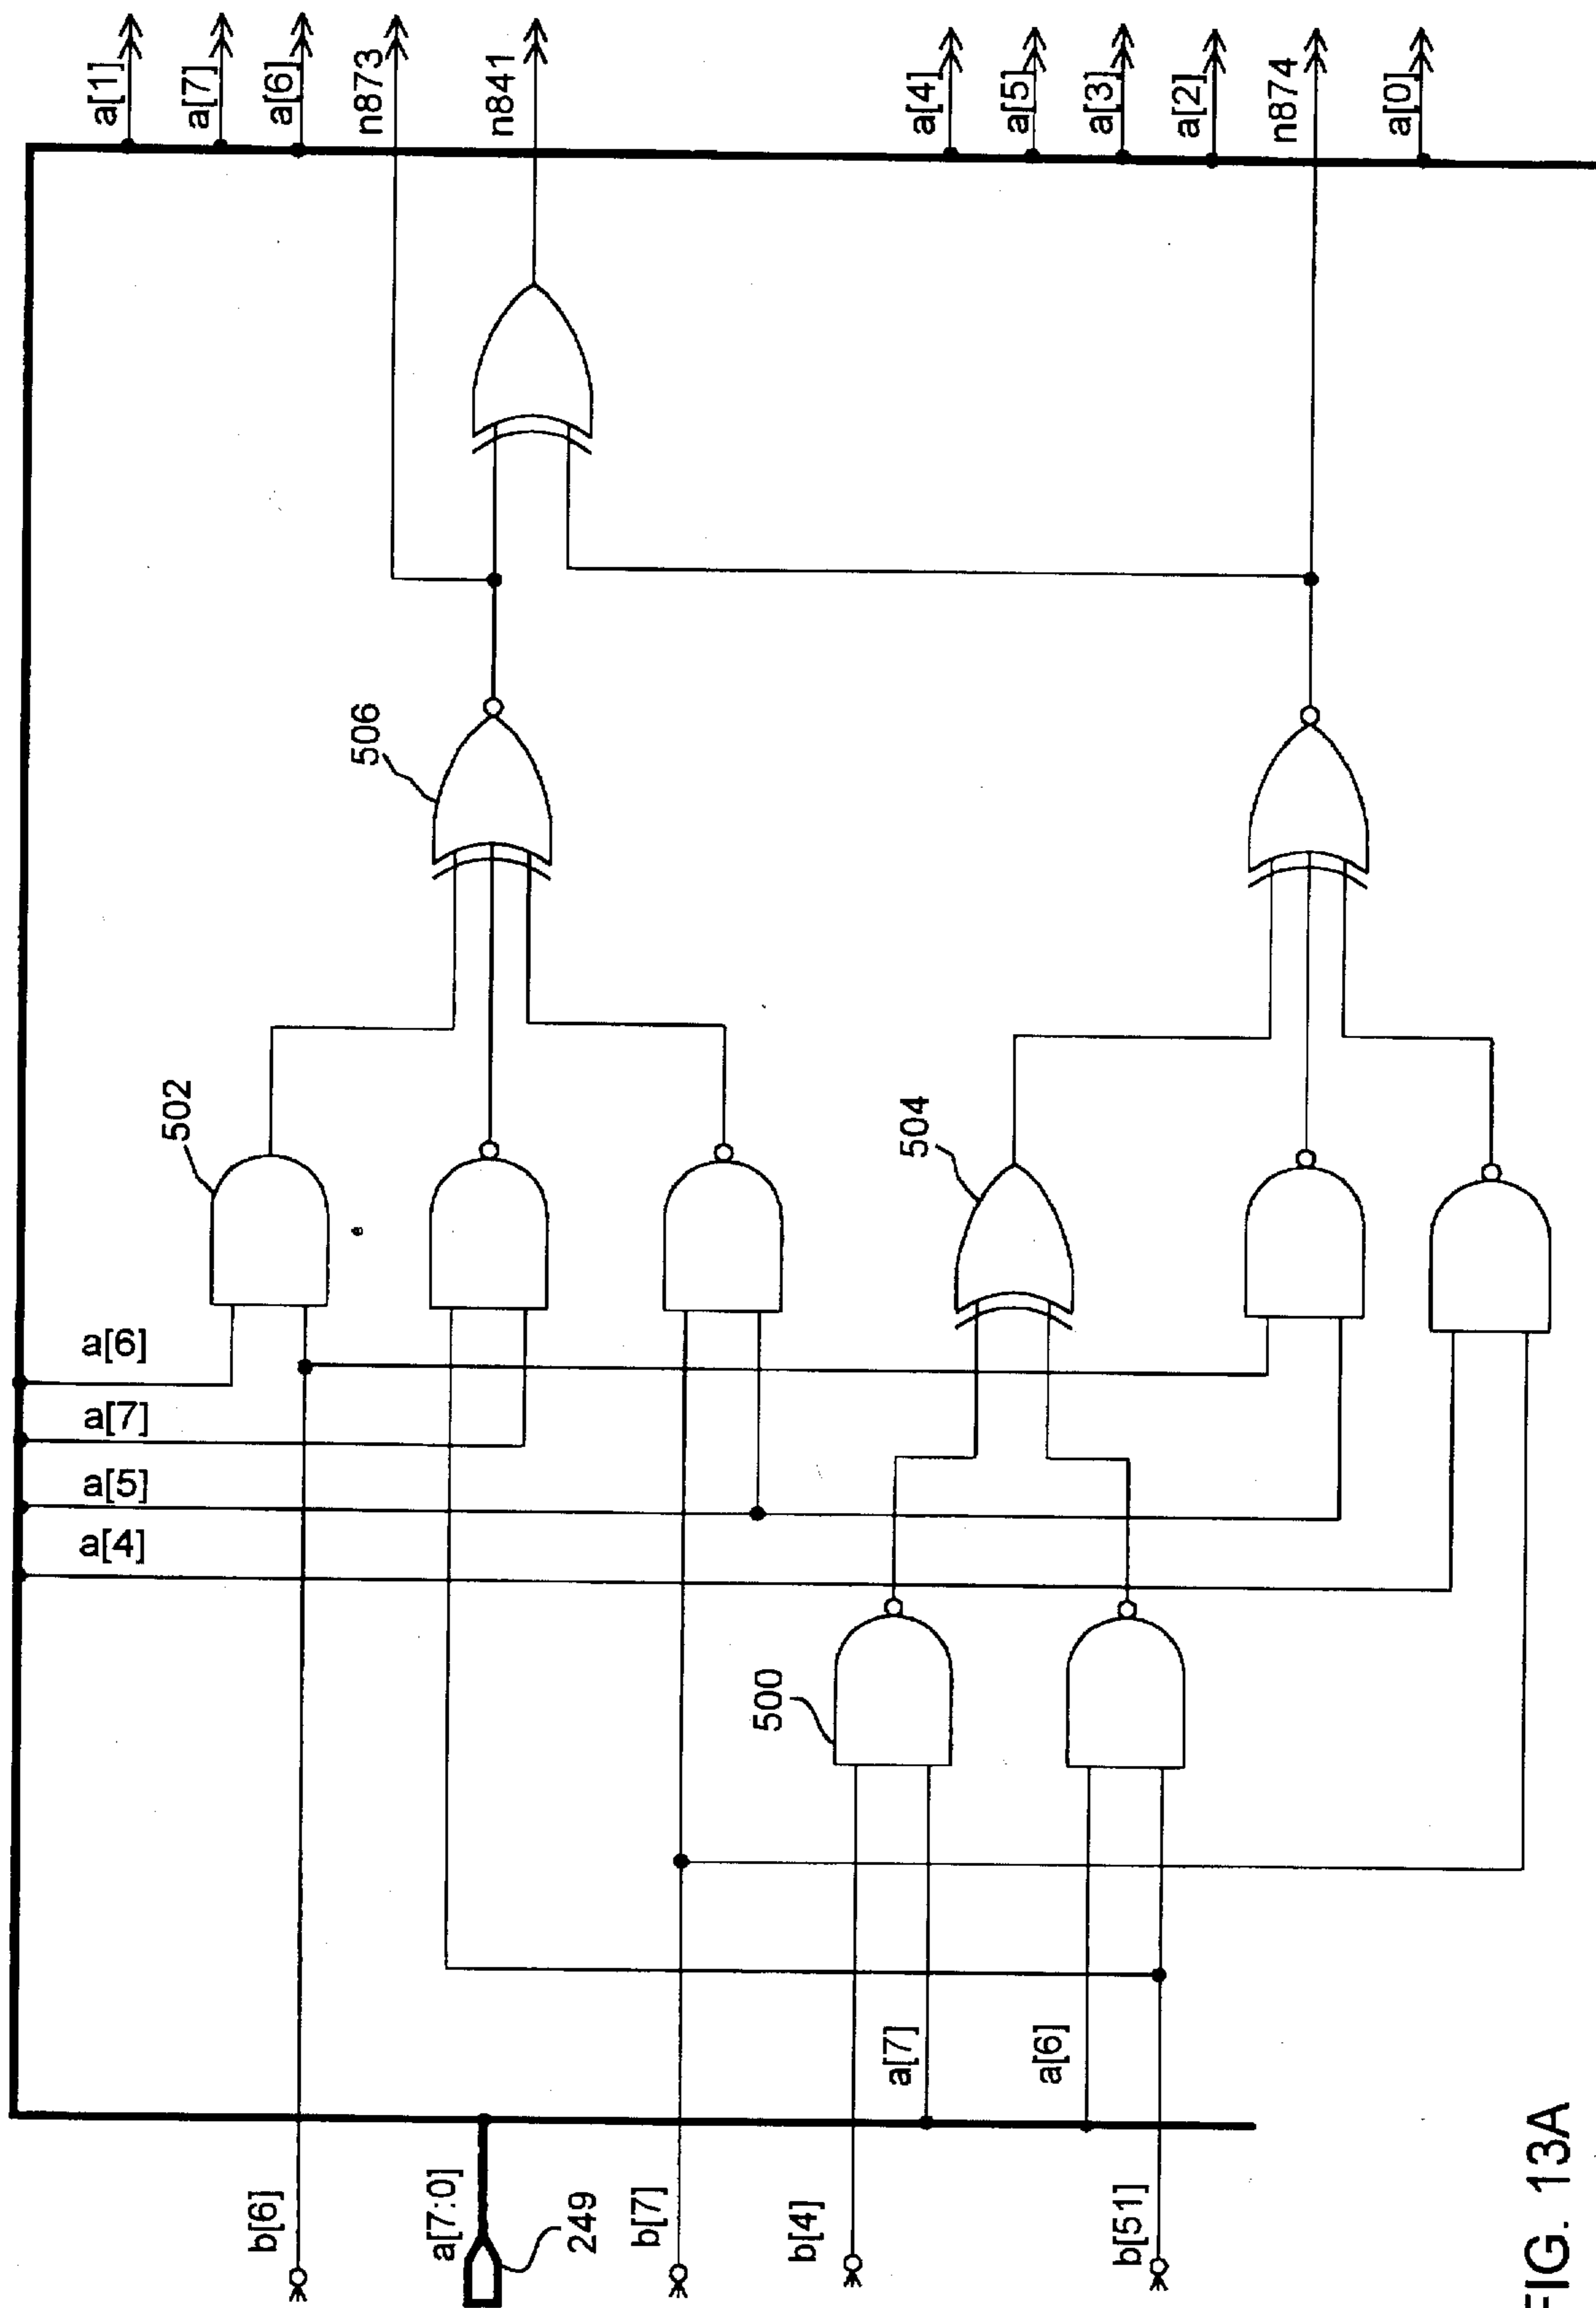 a[1]
a[7]
a[6]
n873
n841
a[4]
a[5]
a[3]
a[2]
n874
a[0]
506
502
504
a[6]
a[7]
a[5]
a[4]
500
a[7]
a[6]
b[6]
a[7:0]
249
b[7]
b[4]
b[51]
FIG. 13A